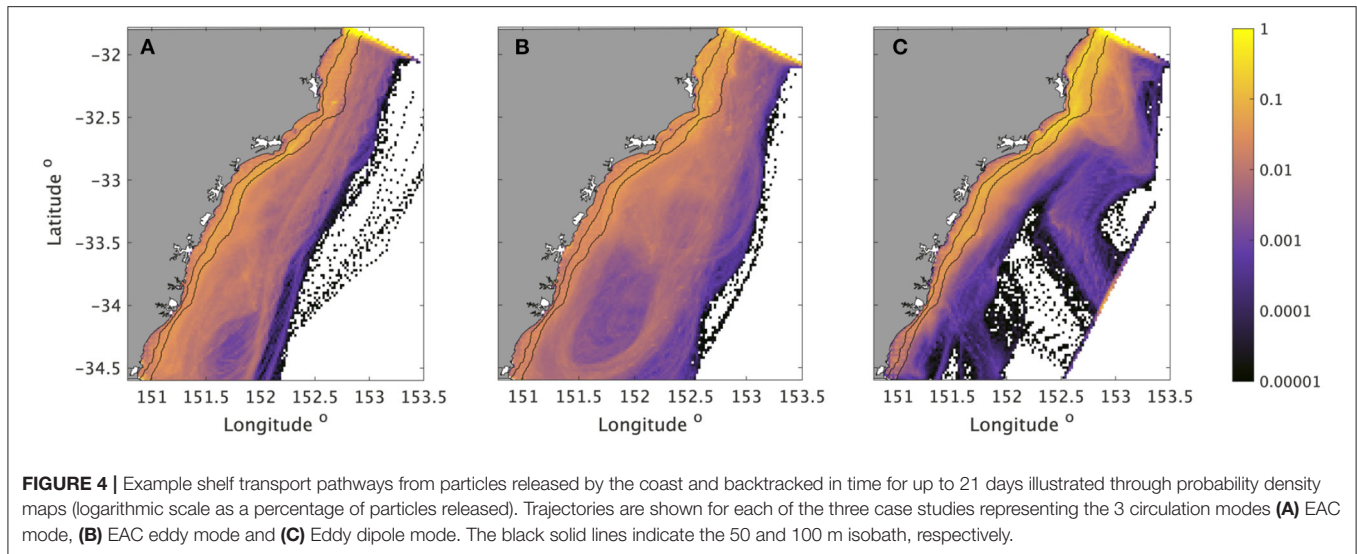 A
B
C
-32
-32.5
-33
-33.5
-34
-34.5
Latitude °
151 151.5 152 152.5 153 153.5
151 151.5 152 152.5 153 153.5
151 151.5 152 152.5 153 153.5
Longitude °
Longitude °
Longitude °
1
0.1
0.01
0.001
0.0001
0.00001
FIGURE 4 | Example shelf transport pathways from particles released by the coast and backtracked in time for up to 21 days illustrated through probability density
maps (logarithmic scale as a percentage of particles released). Trajectories are shown for each of the three case studies representing the 3 circulation modes (A) EAC
mode, (B) EAC eddy mode and (C) Eddy dipole mode. The black solid lines indicate the 50 and 100 m isobath, respectively.